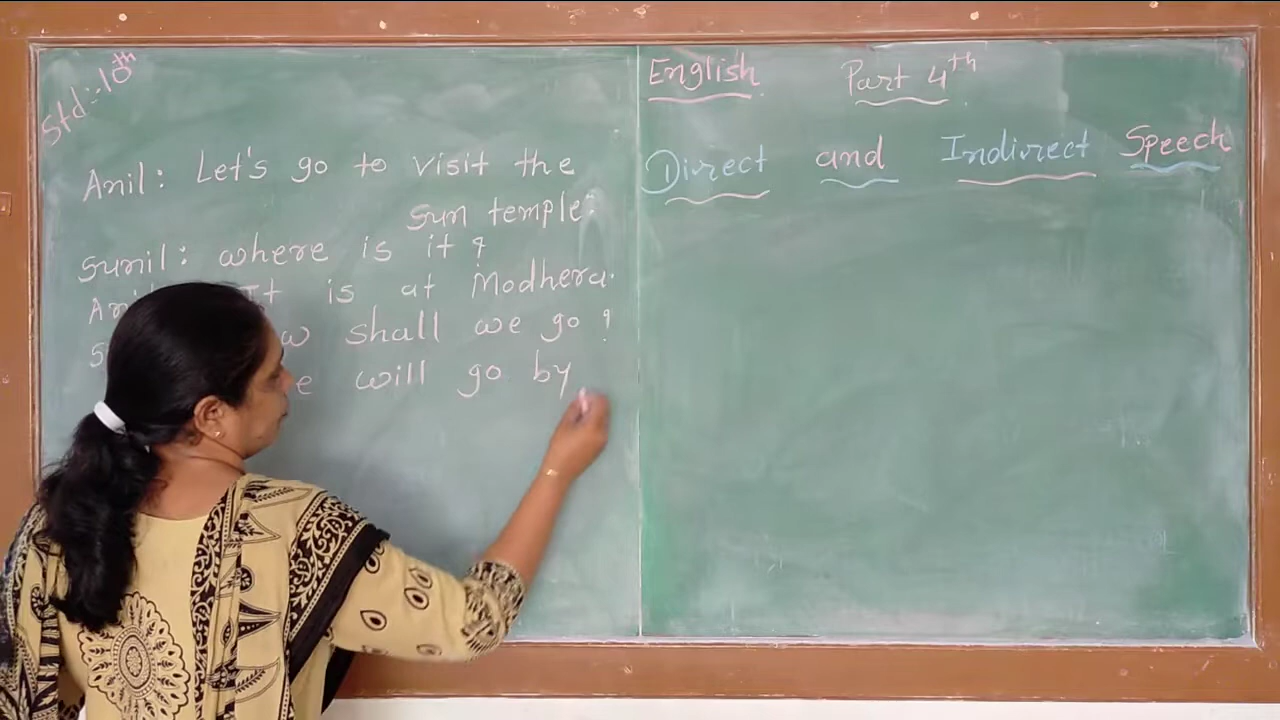 Std:- 10th
Anil: Let's go to visit the
sun temple.
Sunil: where is it?
is at Modhera.
shall we go?
will go by
English Part 4th
Direct and Indirect Speech